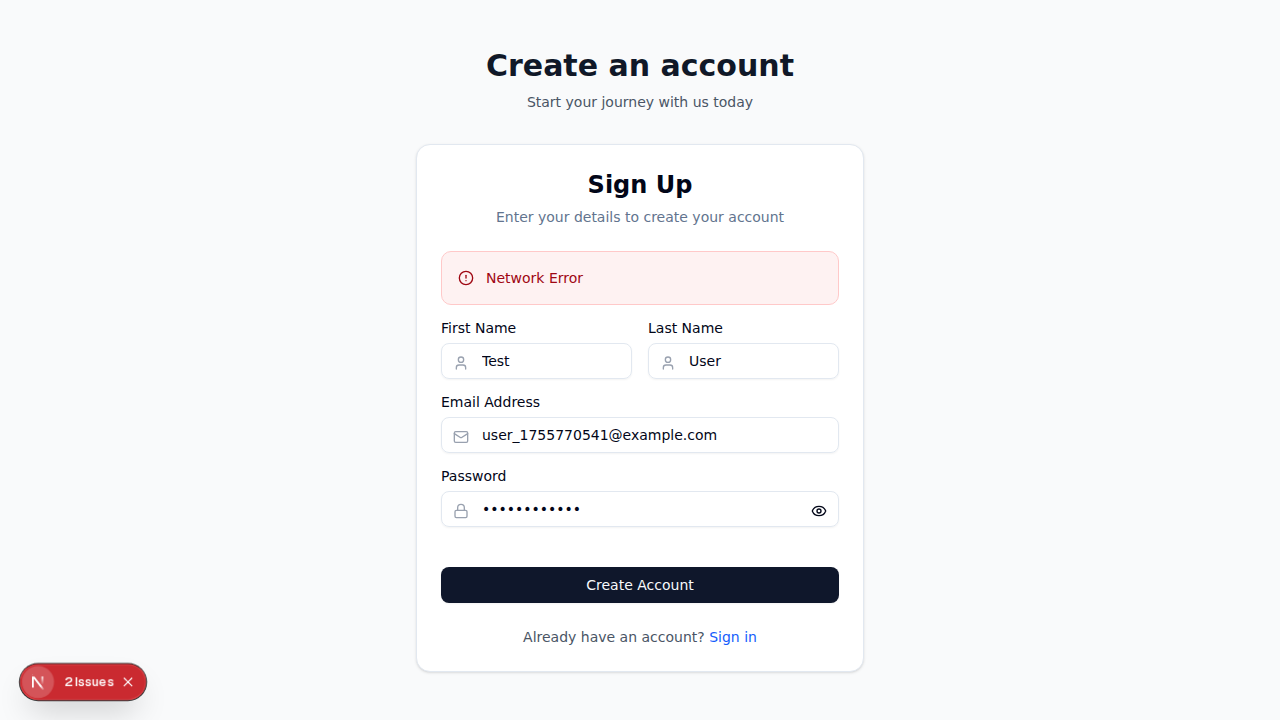 Create an account
Start your journey with us today
Sign Up
Enter your details to create your account
Network Error
First Name Last Name
Test User
Email Address
user_1755770541@example.com
Password
••••••••••••
Create Account
Already have an account? Sign in
N 2 Issues